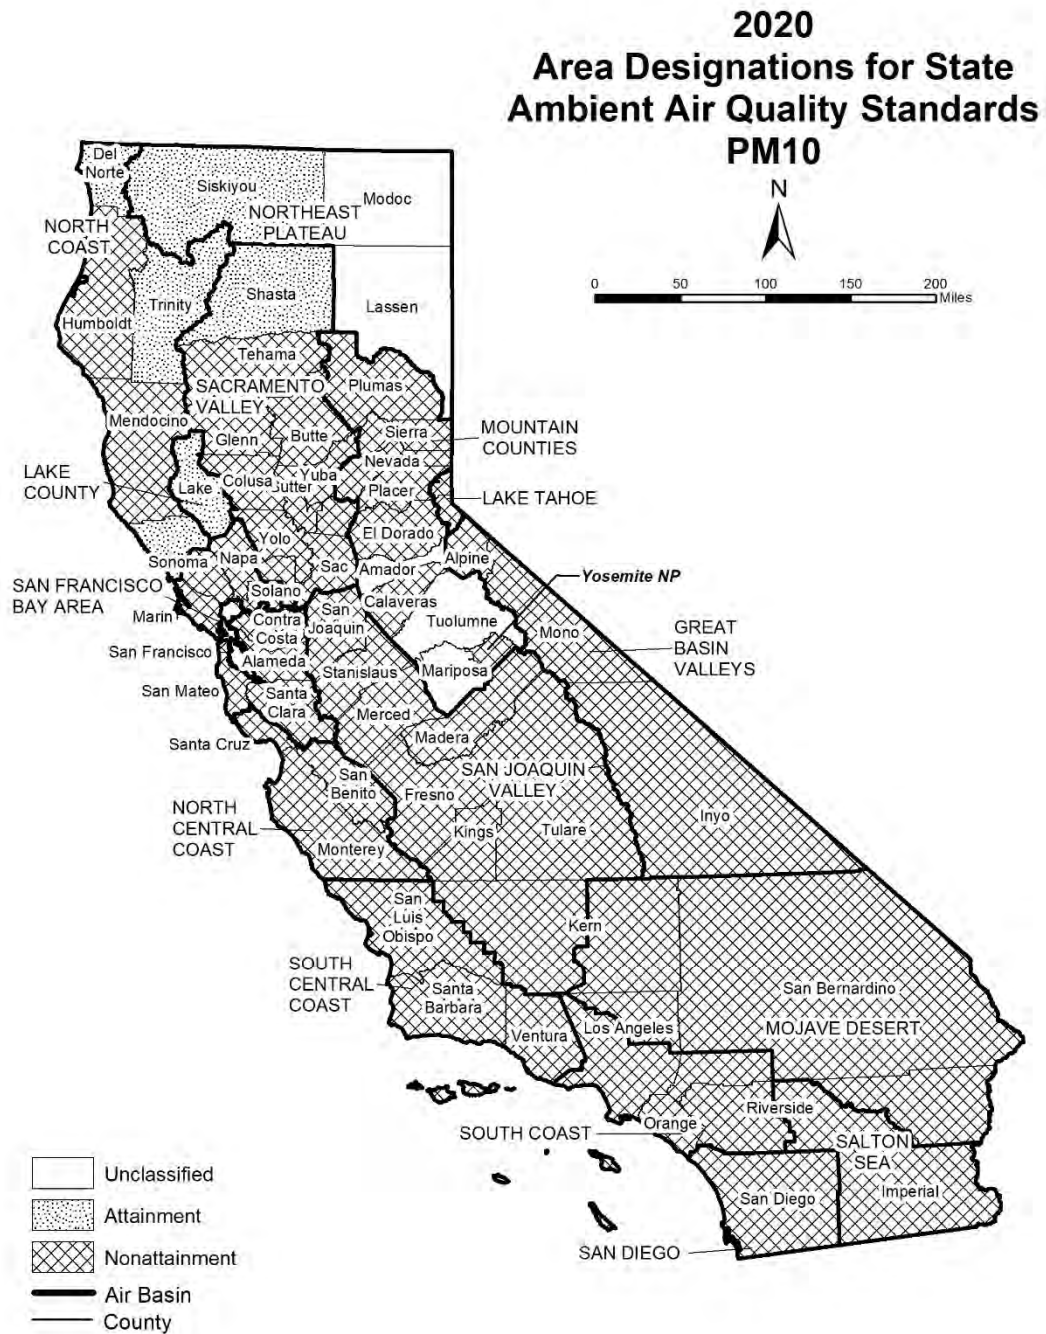 2020
Area Designations for State
Ambient Air Quality Standards
PM10
N
0 50 100 150 200
Miles
Del
Norte
Siskiyou
Modoc
NORTHEAST
PLATEAU
NORTH
COAST
Shasta
Trinity
Lassen
Humboldt
Tehama
Plumas
SACRAMENTO
VALLEY
Mendocino
Butte
Glenn
Sierra
MOUNTAIN
COUNTIES
Nevada
LAKE
COUNTY
Lake
Colusa
Yuba
Sutter
Placer
LAKE TAHOE
El Dorado
Yolo
Sonoma
Napa
Sac
Amador
Alpine
Yosemite NP
SAN FRANCISCO
BAY AREA
Solano
Calaveras
Marin
Contra
Costa
San
Joaquin
Tuolumne
Mono
GREAT
BASIN
VALLEYS
San Francisco
Alameda
Stanislaus
Mariposa
San Mateo
Santa
Clara
Merced
Madera
Santa Cruz
San
Benito
SAN JOAQUIN
VALLEY
Fresno
NORTH
CENTRAL
COAST
Inyo
Kings
Tulare
Monterey
San
Luis
Obispo
Kern
SOUTH
CENTRAL
COAST
Santa
Barbara
San Bernardino
Ventura
Los Angeles
MOJAVE DESERT
Riverside
Orange
SOUTH COAST
SALTON
SEA
San Diego
Imperial
SAN DIEGO
Unclassified
Attainment
Nonattainment
Air Basin
County